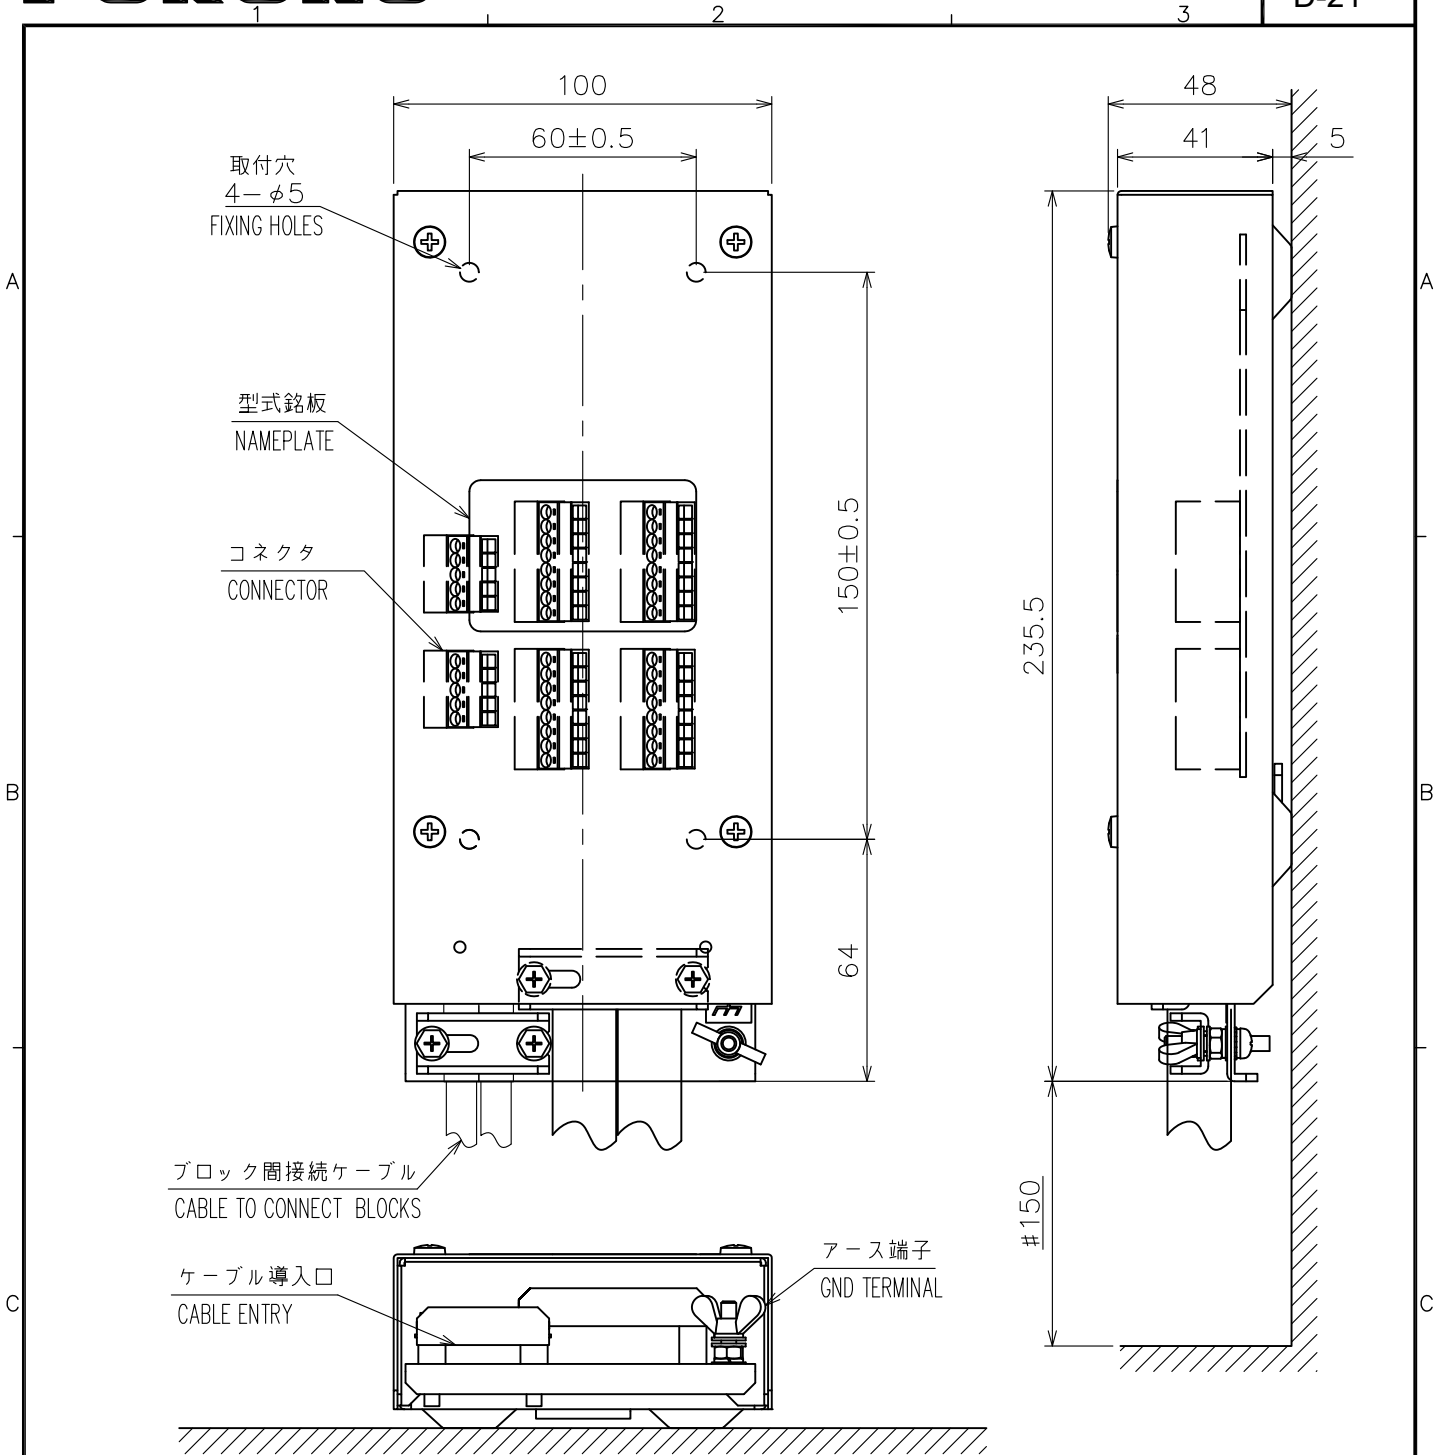 D-21
1
2
3
100
60±0.5
48
41
5
取付穴
4-φ5
FIXING HOLES
A
A
型式銘板
NAMEPLATE
コネクタ
CONNECTOR
150±0.5
235.5
B
B
64
ブロック間接続ケーブル
CABLE TO CONNECT BLOCKS
#150
ケーブル導入口
CABLE ENTRY
アース端子
GND TERMINAL
C
C